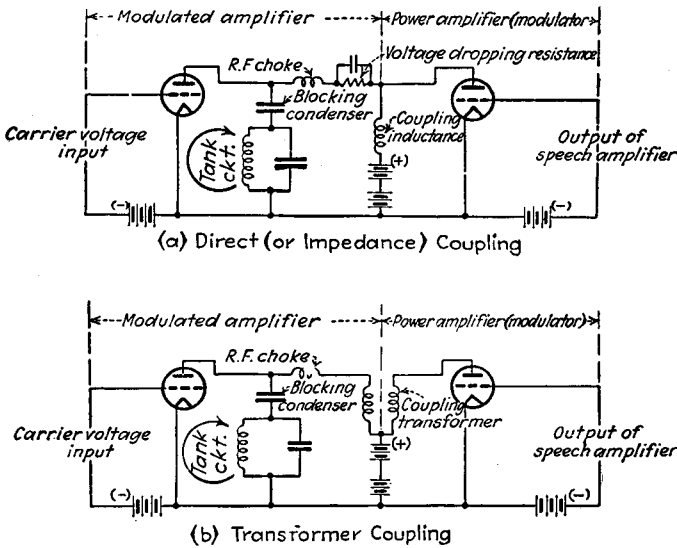 Modulated amplifier
Power amplifier (modulator)
R.F. choke
Voltage dropping resistance
Blocking condenser
Coupling inductance
Carrier voltage input
Tank ckt.
(+)
Output of speech amplifier
(-)
(-)
(a) Direct (or Impedance) Coupling
Modulated amplifier
Power amplifier (modulator)
R.F. choke
Blocking condenser
Coupling transformer
Carrier voltage input
Tank ckt.
(+)
Output of speech amplifier
(-)
(-)
(b) Transformer Coupling